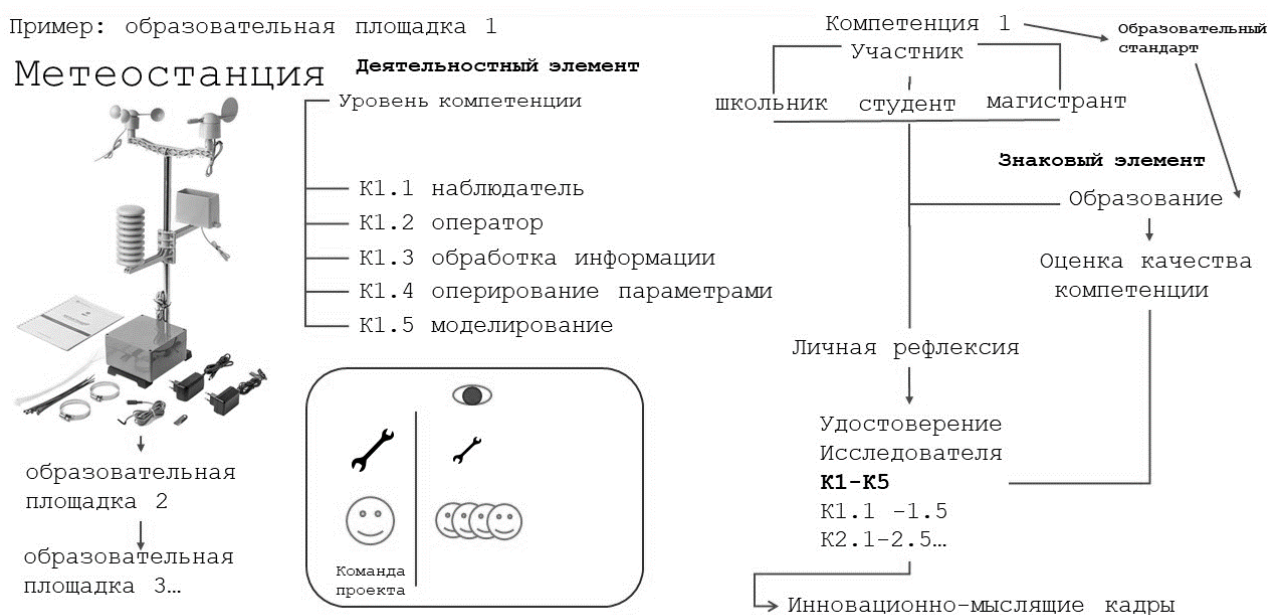 Пример: образовательная площадка 1
Метеостанция
Деятельностный элемент
Уровень компетенции
К1.1 наблюдатель
К1.2 оператор
К1.3 обработка информации
К1.4 оперирование параметрами
К1.5 моделирование
образовательная
площадка 2
образовательная
площадка 3…
Команда
проекта
Компетенция 1
Образовательный
стандарт
Участник
школьник студент магистрант
Знаковый элемент
Образование
Оценка качества
компетенции
Личная рефлексия
Удостоверение
Исследователя
К1-К5
К1.1 -1.5
К2.1-2.5…
Инновационно-мыслящие кадры